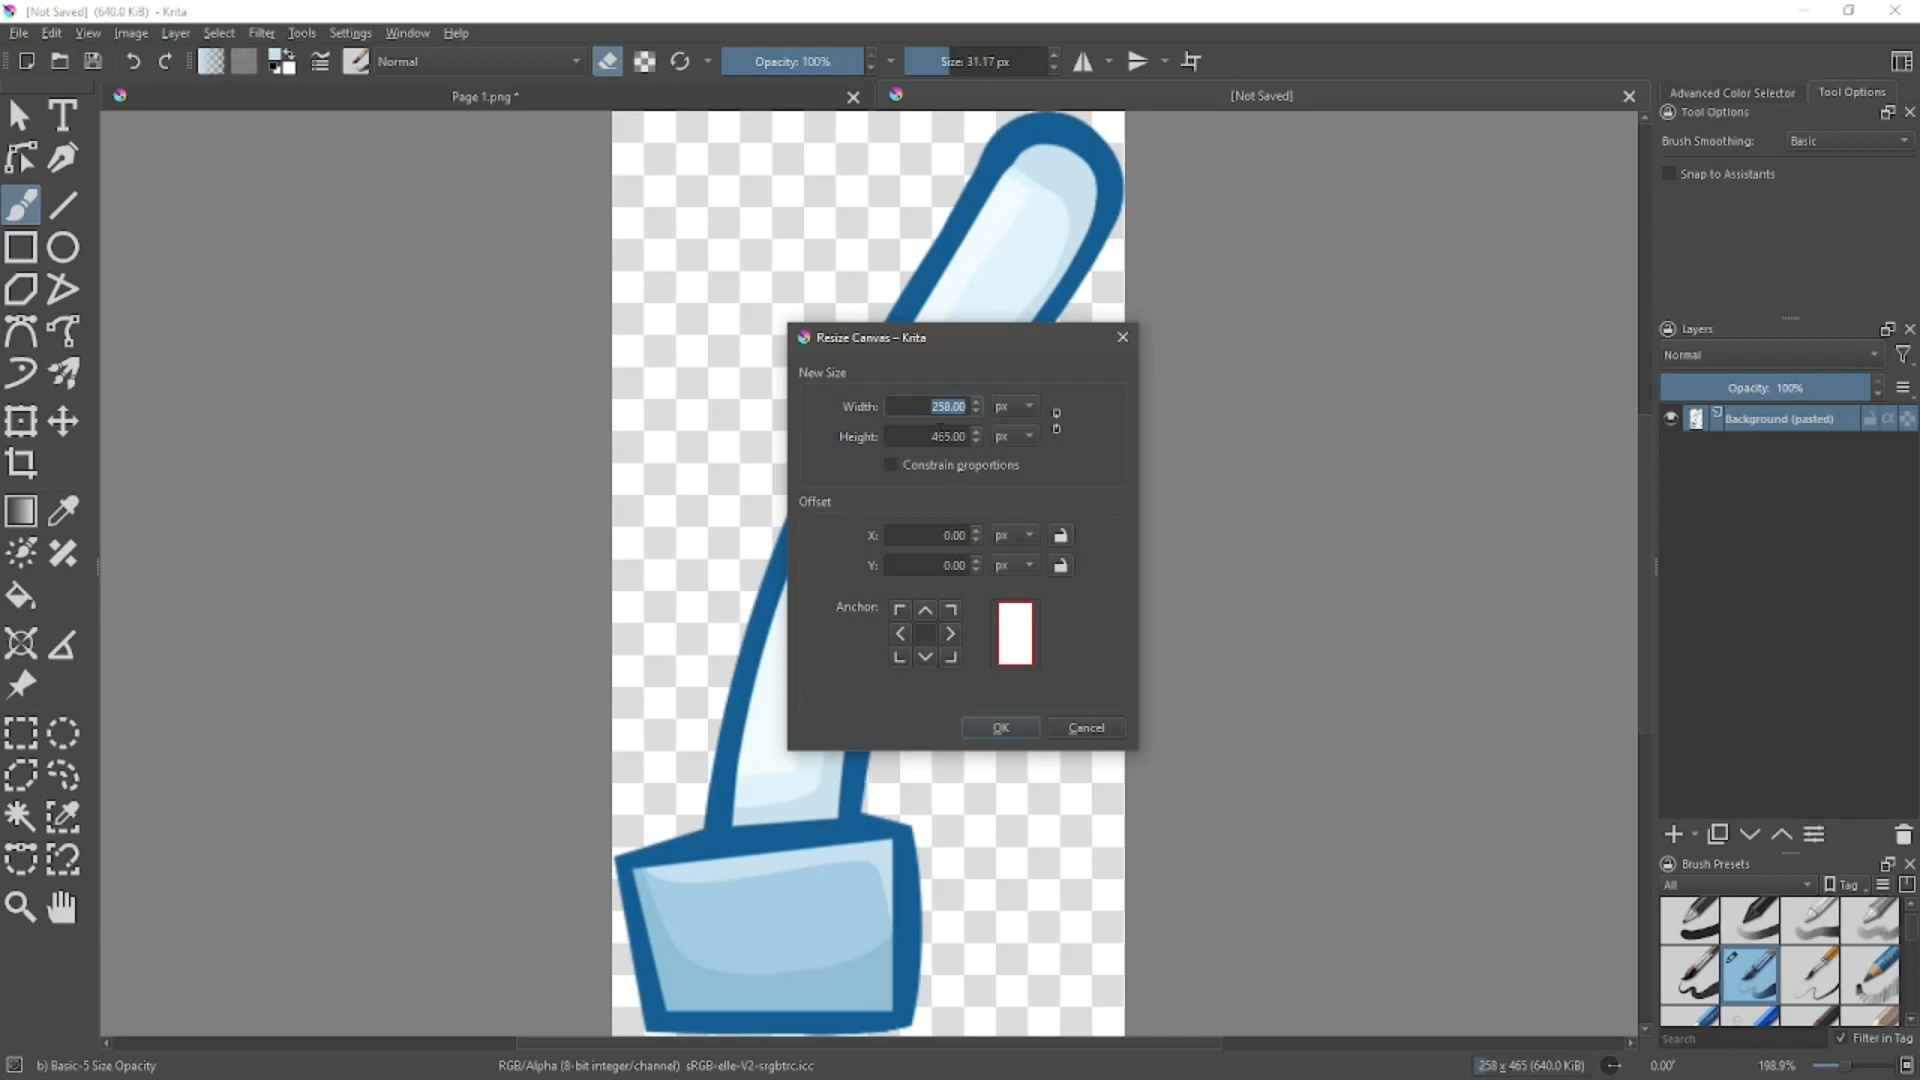 [Not Saved] (640.0 KiB) - Krita
File Edit View Image Layer Select Filter Tools Settings Window Help
Normal Opacity: 100% Size: 31.17 px
Page 1.png * [Not Saved]
Advanced Color Selector Tool Options
Tool Options
Brush Smoothing: Basic
Snap to Assistants
Layers
Normal
Opacity: 100%
Background (pasted)
Resize Canvas – Krita
New Size
Width: 258.00 px
Height: 465.00 px
Constrain proportions
Offset
X: 0.00 px
Y: 0.00 px
Anchor:
OK Cancel
Brush Presets
All Tag
Search Filter in Tag
b) Basic-5 Size Opacity RGB/Alpha (8-bit integer/channel) sRGB-elle-V2-srgbtrc.icc 258 x 465 (640.0 KiB) 0.00° 198.9%